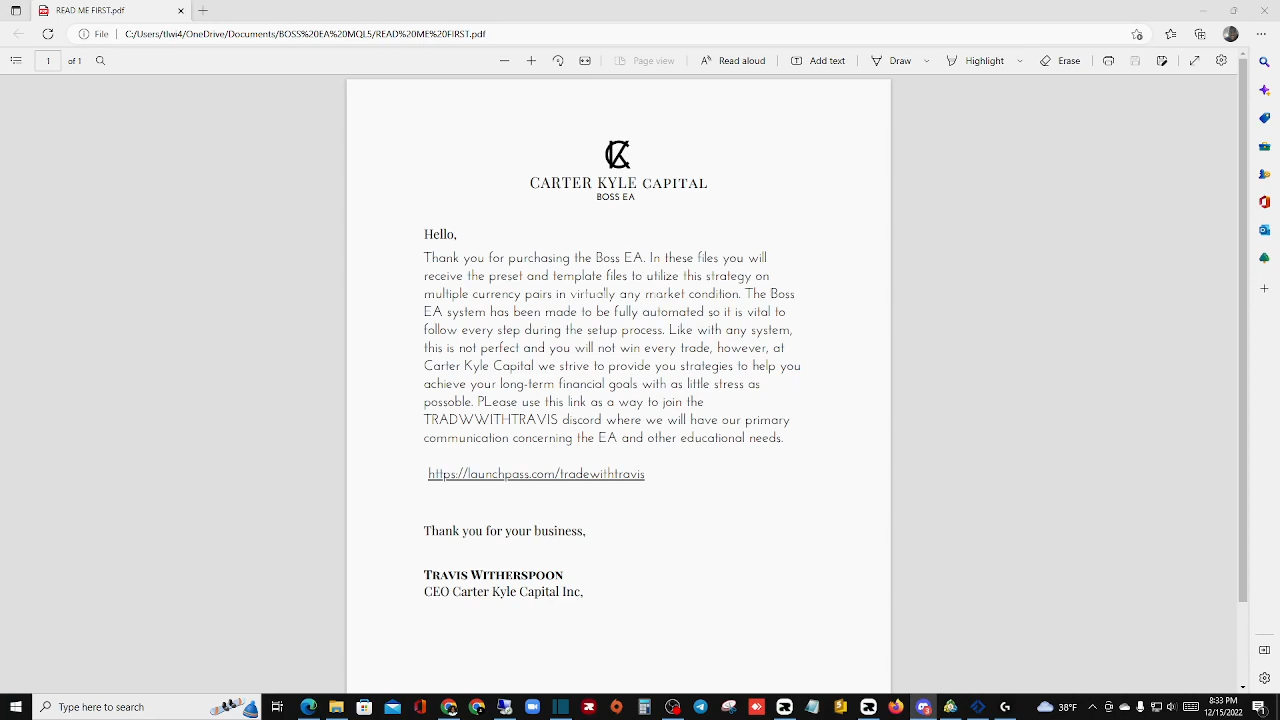 READ ME FIRST.pdf
File
C:/Users/tlwi4/OneDrive/Documents/BOSS%20EA%20MQL5/READ%20ME%20FIRST.pdf
1 of 1
Page view
Read aloud
Add text
Draw
Highlight
Erase
CK
CARTER KYLE CAPITAL
BOSS EA
Hello,
Thank you for purchasing the Boss EA. In these files you will
receive the preset and template files to utilize this strategy on
multiple currency pairs in virtually any market condition. The Boss
EA system has been made to be fully automated so it is vital to
follow every step during the setup process. Like with any system,
this is not perfect and you will not win every trade, however, at
Carter Kyle Capital we strive to provide you strategies to help you
achieve your long-term financial goals with as little stress as
possoble. PLease use this link as a way to join the
TRADWWITHTRAVIS discord where we will have our primary
communication concerning the EA and other educational needs.
https://launchpass.com/tradewithtravis
Thank you for your business,
TRAVIS WITHERSPOON
CEO Carter Kyle Capital Inc,
Type here to search
38°F
8:33 PM
12/15/2022